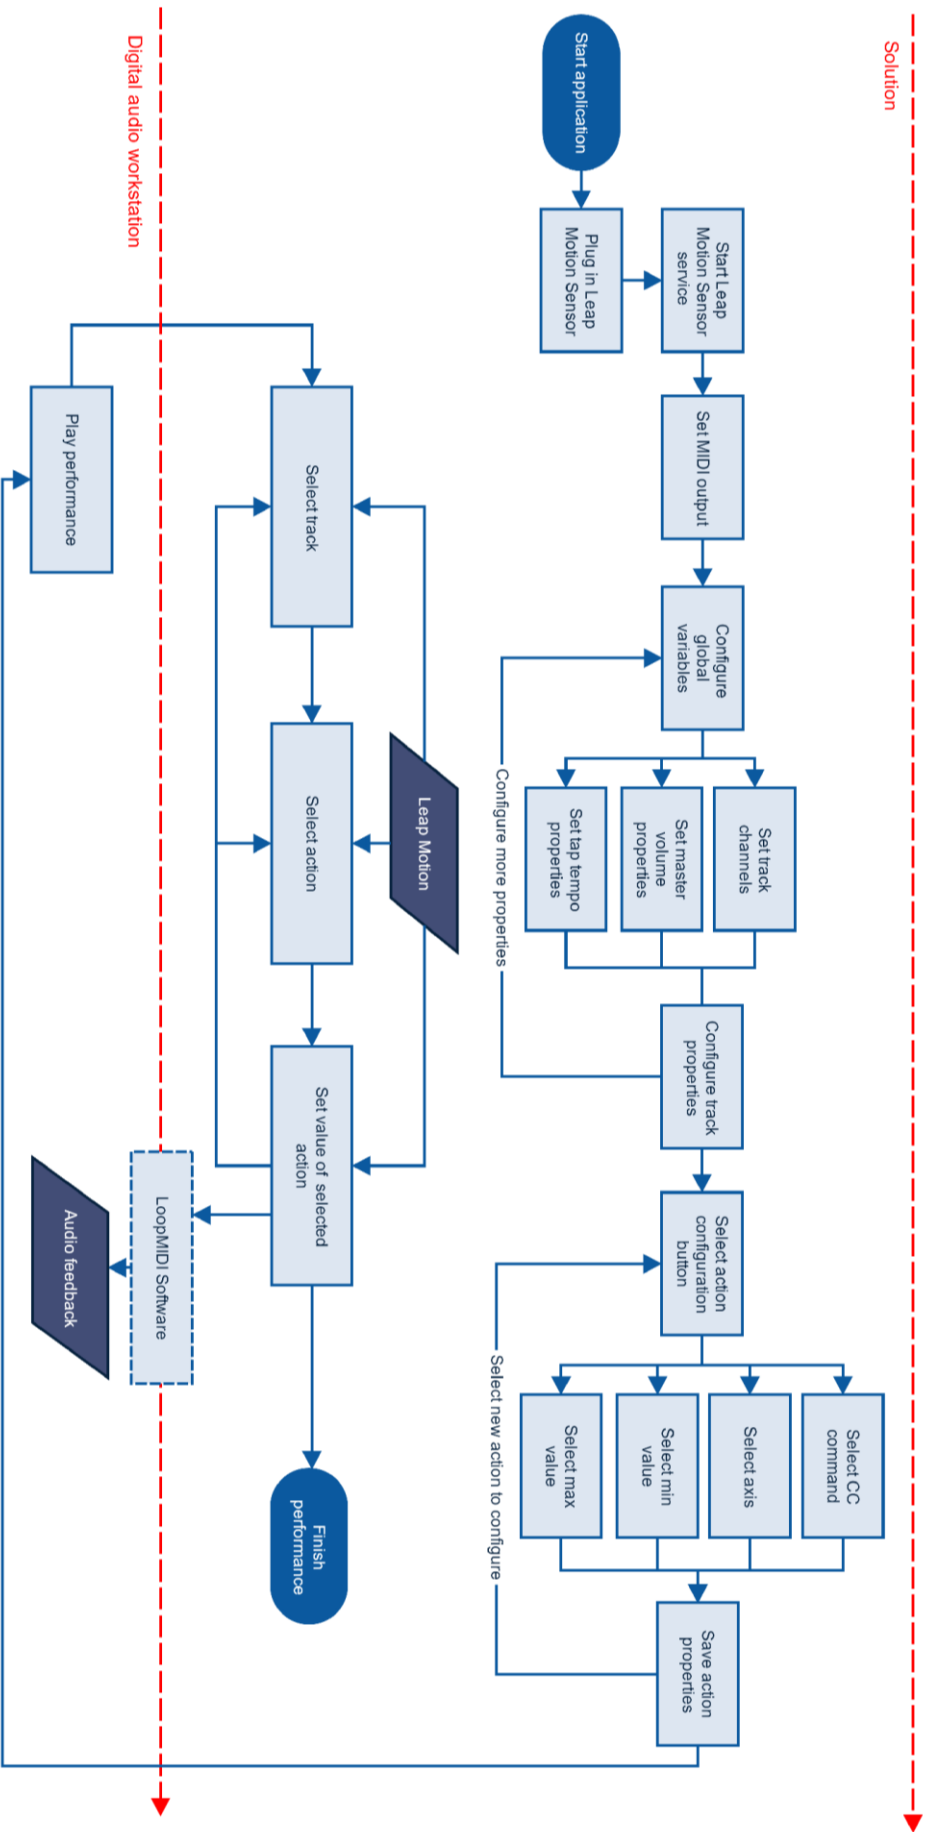 Solution
Start application
Plug in Leap
Motion Sensor
Start Leap
Motion Sensor
service
Set MIDI output
Configure
global
variables
Set track
channels
Set master
volume
properties
Set tap tempo
properties
Configure track
properties
Configure more properties
Select action
configuration
button
Select CC
command
Select axis
Select min
value
Select max
value
Save action
properties
Select new action to configure
Leap Motion
Select track
Select action
Set value of selected
action
Finish
performance
Digital audio workstation
LoopMIDI Software
Play performance
Audio feedback